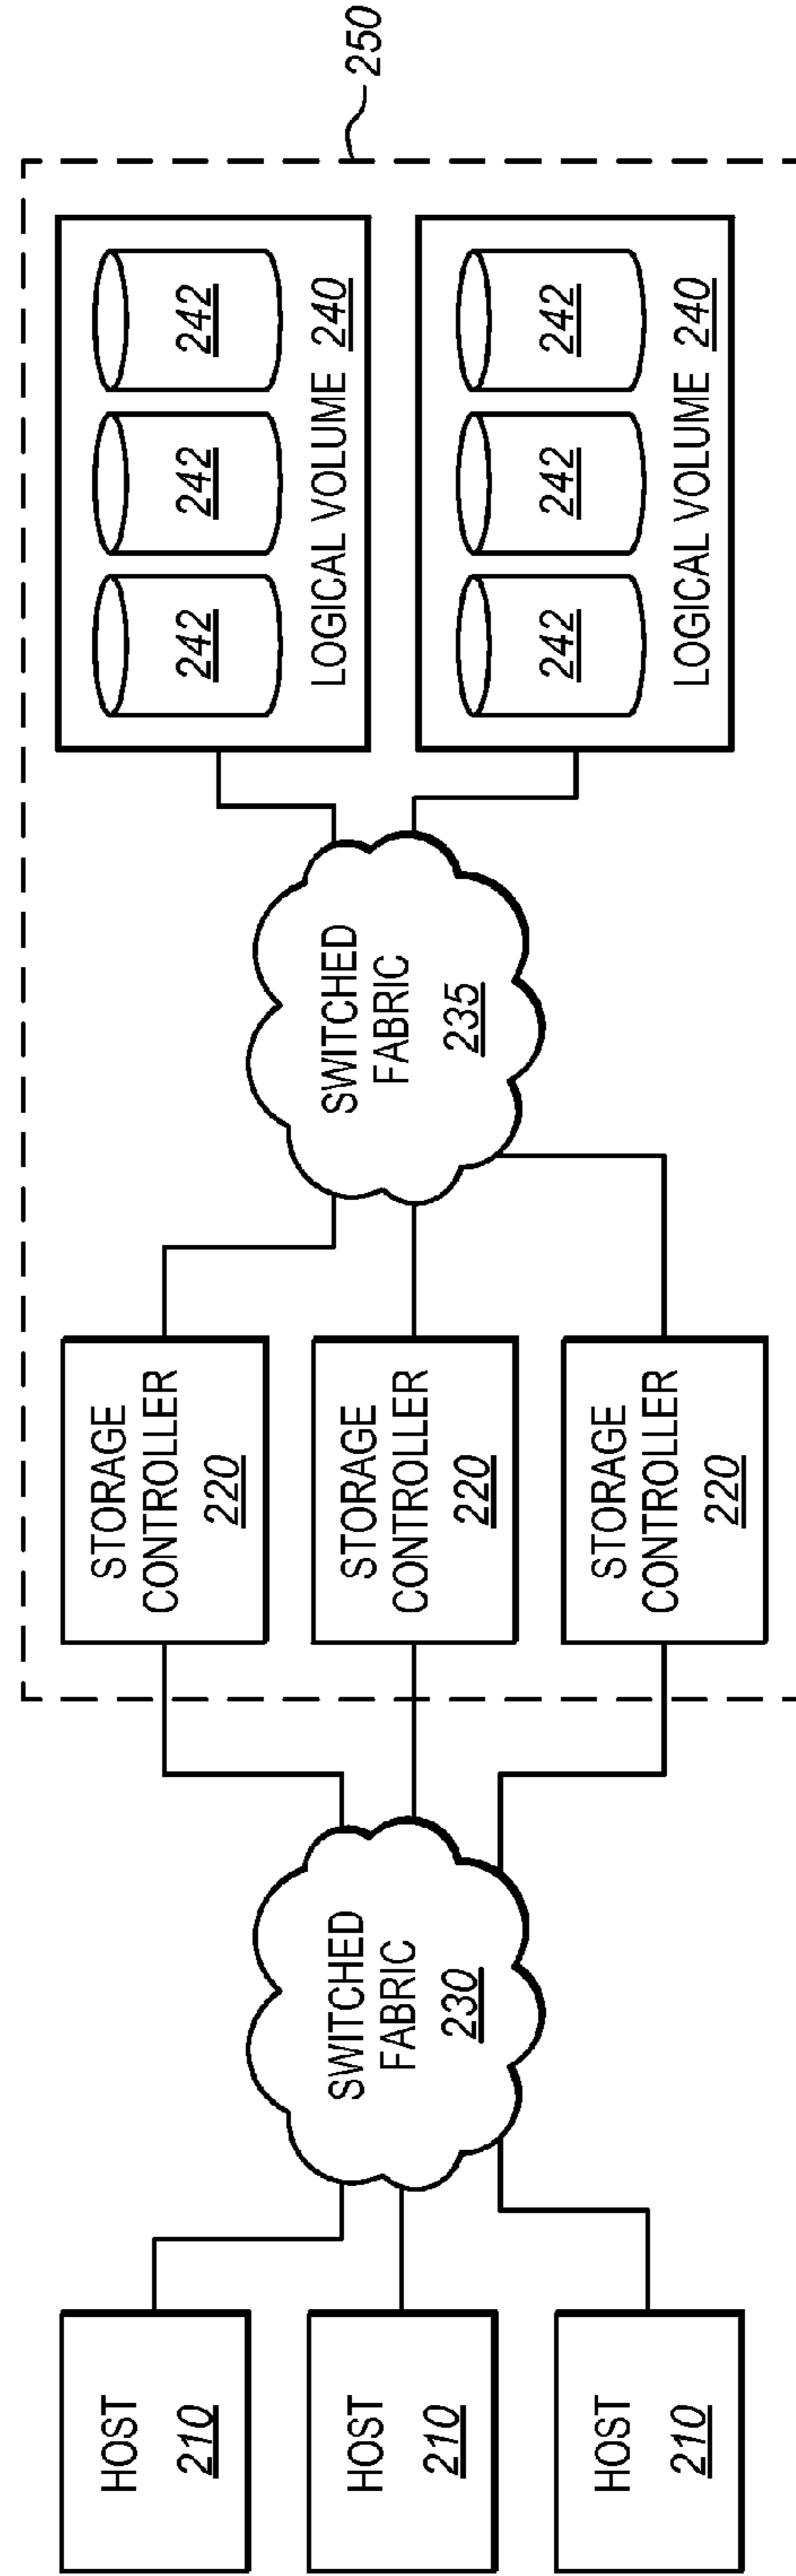 HOST
210
HOST
210
HOST
210
SWITCHED
FABRIC
230
STORAGE
CONTROLLER
220
STORAGE
CONTROLLER
220
STORAGE
CONTROLLER
220
SWITCHED
FABRIC
235
242 242 242
LOGICAL VOLUME 240
242 242 242
LOGICAL VOLUME 240
250